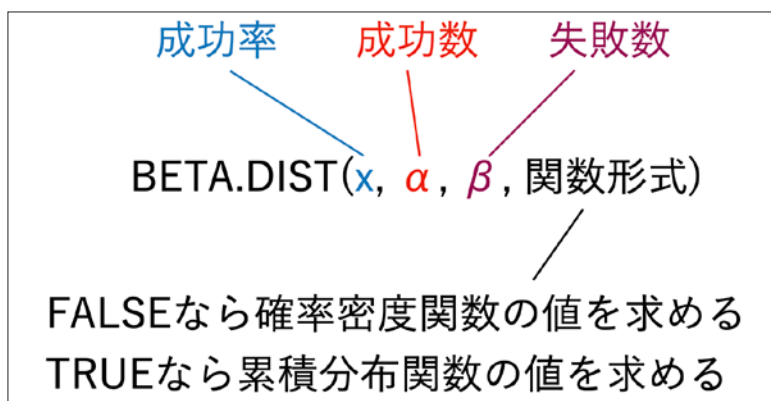 成功率 成功数 失敗数
BETA.DIST(x, α, β, 関数形式)
FALSEなら確率密度関数の値を求める
TRUEなら累積分布関数の値を求める